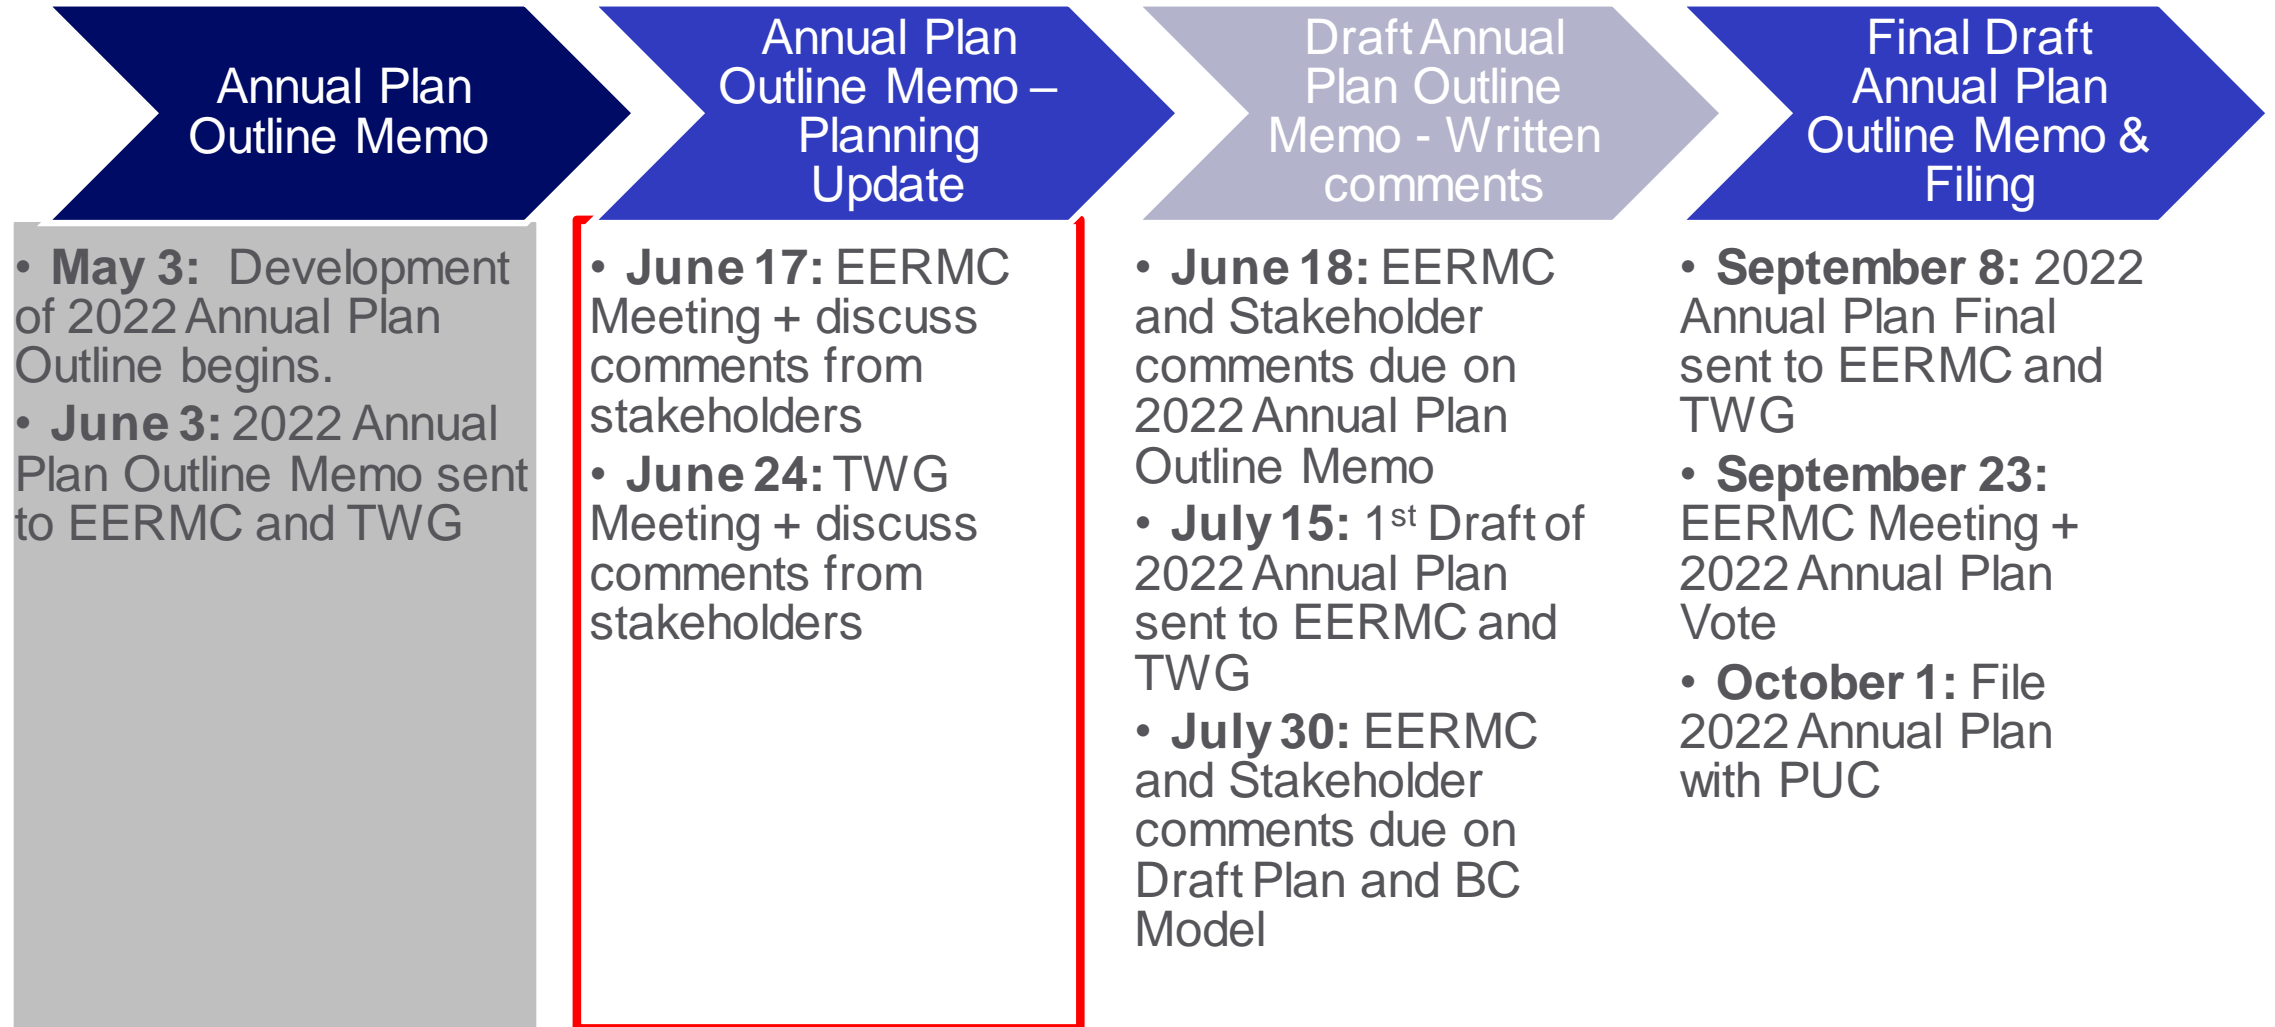 Annual Plan
Outline Memo
• May 3: Development
of 2022 Annual Plan
Outline begins.
• June 3: 2022 Annual
Plan Outline Memo sent
to EERMC and TWG
Annual Plan
Outline Memo –
Planning
Update
• June 17: EERMC
Meeting + discuss
comments from
stakeholders
• June 24: TWG
Meeting + discuss
comments from
stakeholders
Draft Annual
Plan Outline
Memo - Written
comments
• June 18: EERMC
and Stakeholder
comments due on
2022 Annual Plan
Outline Memo
• July 15: 1st Draft of
2022 Annual Plan
sent to EERMC and
TWG
• July 30: EERMC
and Stakeholder
comments due on
Draft Plan and BC
Model
Final Draft
Annual Plan
Outline Memo &
Filing
• September 8: 2022
Annual Plan Final
sent to EERMC and
TWG
• September 23:
EERMC Meeting +
2022 Annual Plan
Vote
• October 1: File
2022 Annual Plan
with PUC